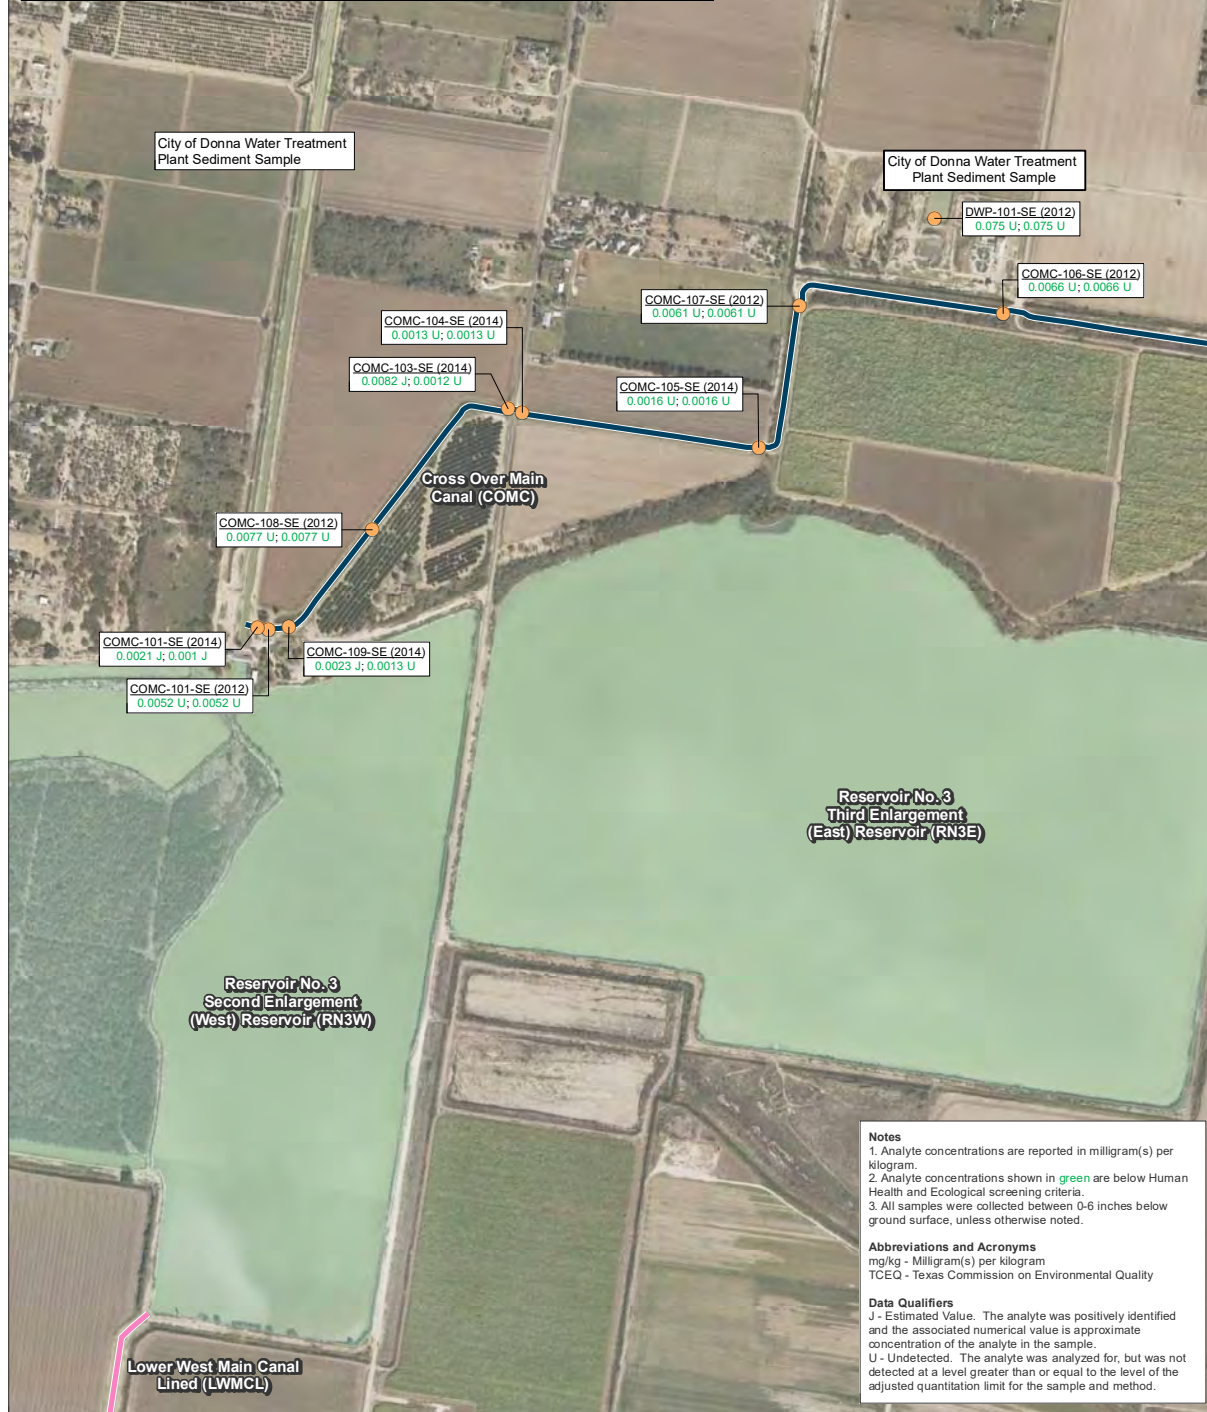 City of Donna Water Treatment
Plant Sediment Sample
City of Donna Water Treatment
Plant Sediment Sample
DWP-101-SE (2012)
0.075 U; 0.075 U
COMC-106-SE (2012)
0.0066 U; 0.0066 U
COMC-107-SE (2012)
0.0061 U; 0.0061 U
COMC-104-SE (2014)
0.0013 U; 0.0013 U
COMC-103-SE (2014)
0.0082 J; 0.0012 U
COMC-105-SE (2014)
0.0016 U; 0.0016 U
Cross Over Main
Canal (COMC)
COMC-108-SE (2012)
0.0077 U; 0.0077 U
COMC-101-SE (2014)
0.0021 J; 0.001 J
COMC-109-SE (2014)
0.0023 J; 0.0013 U
COMC-101-SE (2012)
0.0052 U; 0.0052 U
Reservoir No. 3
Third Enlargement
(East) Reservoir (RN3E)
Reservoir No. 3
Second Enlargement
(West) Reservoir (RN3W)
Lower West Main Canal
Lined (LWMCL)
Notes
1. Analyte concentrations are reported in milligram(s) per
kilogram.
2. Analyte concentrations shown in green are below Human
Health and Ecological screening criteria.
3. All samples were collected between 0-6 inches below
ground surface, unless otherwise noted.
Abbreviations and Acronyms
mg/kg - Milligram(s) per kilogram
TCEQ - Texas Commission on Environmental Quality
Data Qualifiers
J - Estimated Value. The analyte was positively identified
and the associated numerical value is approximate
concentration of the analyte in the sample.
U - Undetected. The analyte was analyzed for, but was not
detected at a level greater than or equal to the level of the
adjusted quantitation limit for the sample and method.